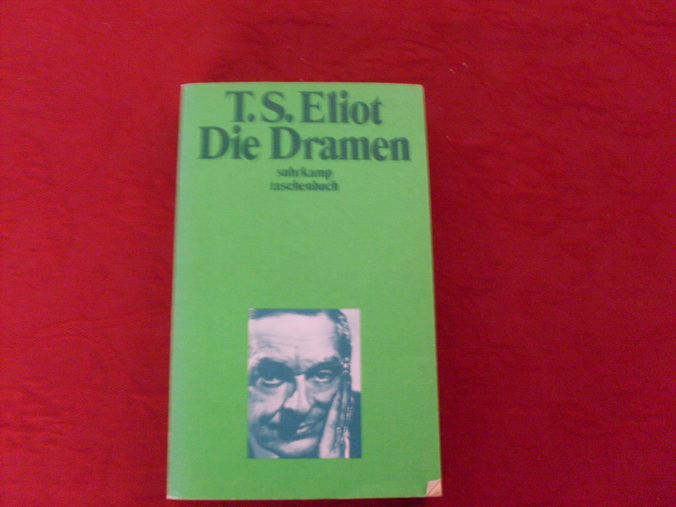 T. S. Eliot
Die Dramen
suhrkamp
taschenbuch